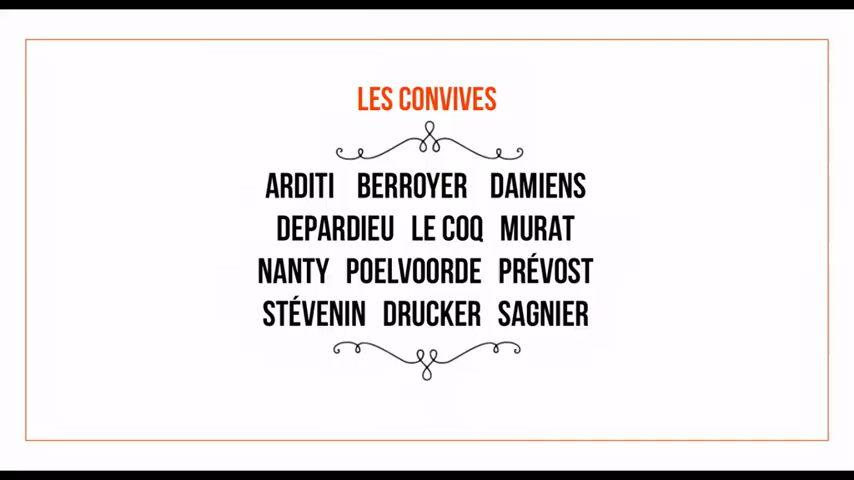 LES CONVIVES
ARDITI BERROYER DAMIENS
DEPARDIEU LE COQ MURAT
NANTY POELVOORDE PRÉVOST
STÉVENIN DRUCKER SAGNIER